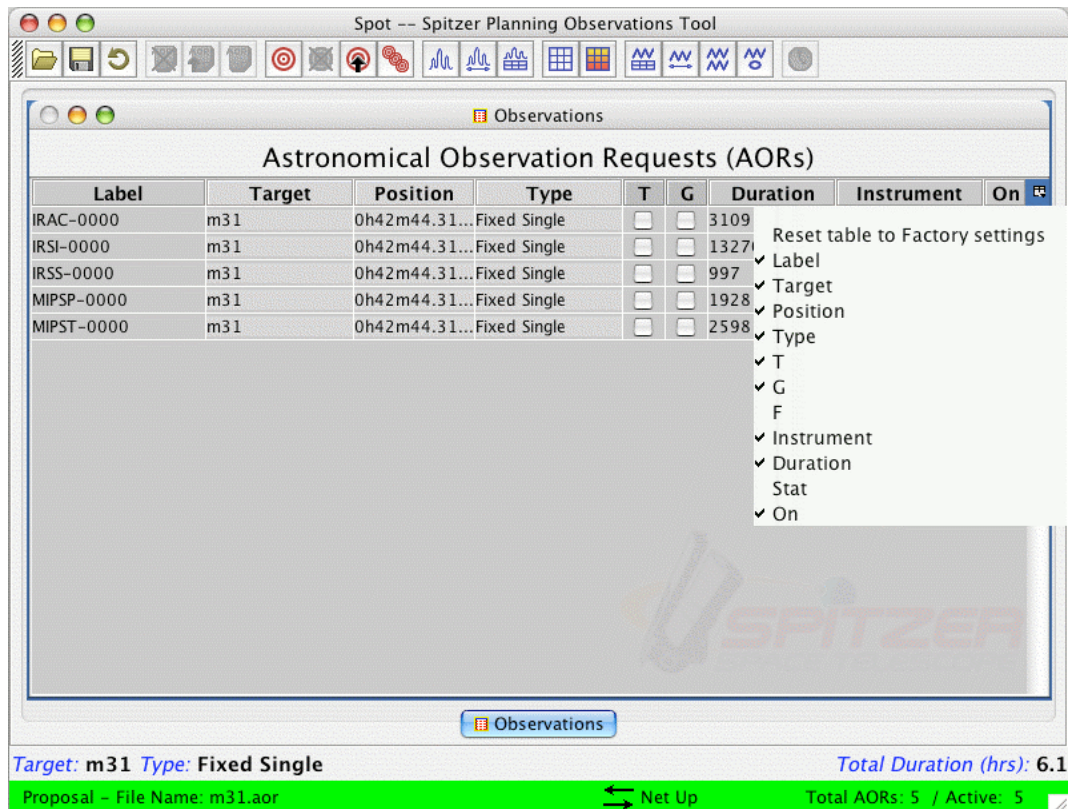 Spot -- Spitzer Planning Observations Tool
Observations
Astronomical Observation Requests (AORs)
Label Target Position Type T G Duration Instrument On
IRAC-0000 m31 0h42m44.31... Fixed Single 3109
IRSI-0000 m31 0h42m44.31... Fixed Single
IRSS-0000 m31 0h42m44.31... Fixed Single 997
MIPSP-0000 m31 0h42m44.31... Fixed Single 1928
MIPST-0000 m31 0h42m44.31... Fixed Single 2598
Reset table to Factory settings
Label
Target
Position
Type
T
G
F
Instrument
Duration
Stat
On
SPITZER
SPACE TELESCOPE
Observations
Target: m31 Type: Fixed Single Total Duration (hrs): 6.1
Proposal - File Name: m31.aor Net Up Total AORs: 5 / Active: 5